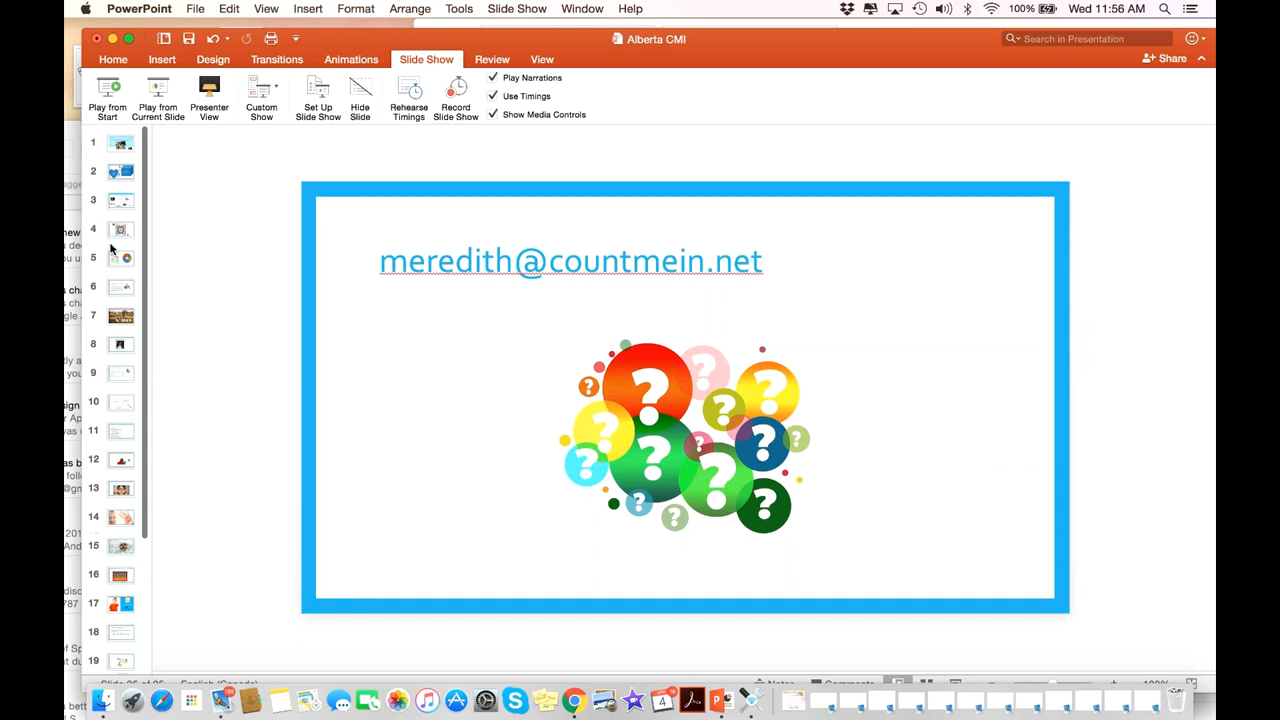 PowerPoint File Edit View Insert Format Arrange Tools Slide Show Window Help 100% Wed 11:56 AM
Alberta CMI
Search in Presentation
Home Insert Design Transitions Animations Slide Show Review View
Share
Play from Start
Play from Current Slide
Presenter View
Custom Show
Set Up Slide Show
Hide Slide
Rehearse Timings
Record Slide Show
Play Narrations
Use Timings
Show Media Controls
1
2
3
4
5
6
7
8
9
10
11
12
13
14
15
16
17
18
19
meredith@countmein.net
? ? ? ? ? ? ? ? ? ? ? ? ? ?